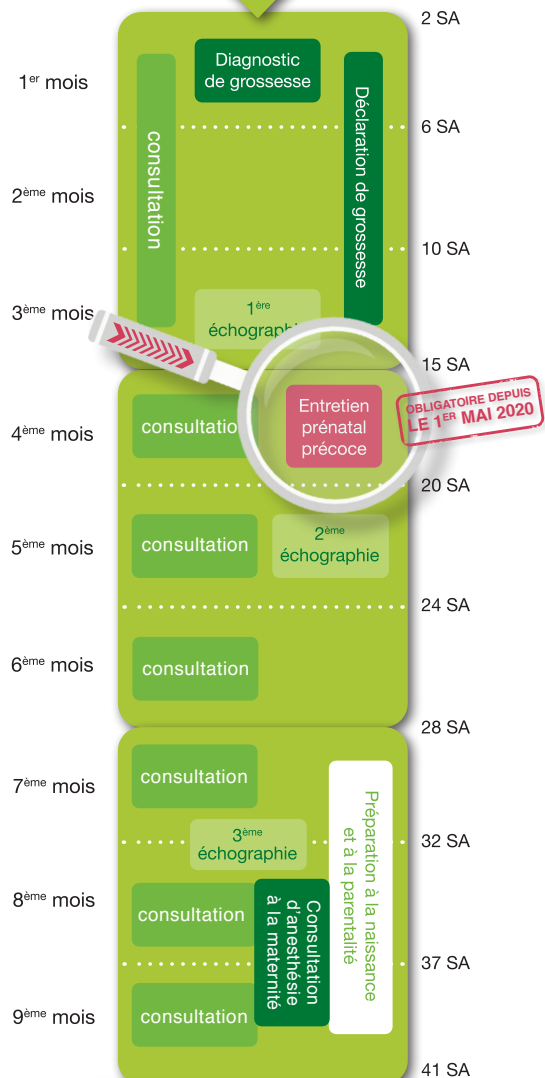 2 SA
Diagnostic
de grossesse
1er mois
consultation
Déclaration de grossesse
6 SA
2ème mois
10 SA
1ère
échographie
3ème mois
15 SA
Entretien
prénatal
précoce
OBLIGATOIRE DEPUIS
LE 1ER MAI 2020
consultation
4ème mois
20 SA
2ème
échographie
consultation
5ème mois
24 SA
6ème mois
consultation
28 SA
7ème mois
consultation
Préparation à la naissance
et à la parentalité
3ème
échographie
32 SA
8ème mois
consultation
Consultation
d'anesthésie
à la maternité
37 SA
9ème mois
consultation
41 SA